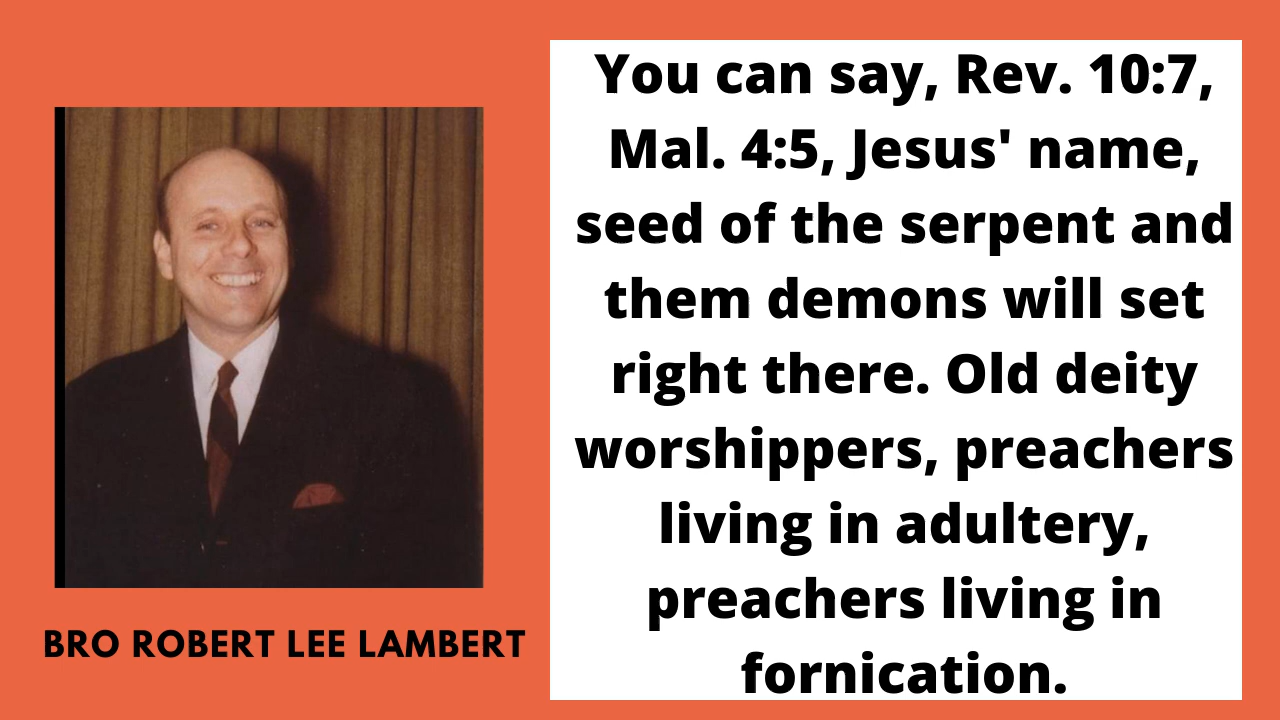 You can say, Rev. 10:7,
Mal. 4:5, Jesus' name,
seed of the serpent and
them demons will set
right there. Old deity
worshippers, preachers
living in adultery,
preachers living in
fornication.
BRO ROBERT LEE LAMBERT